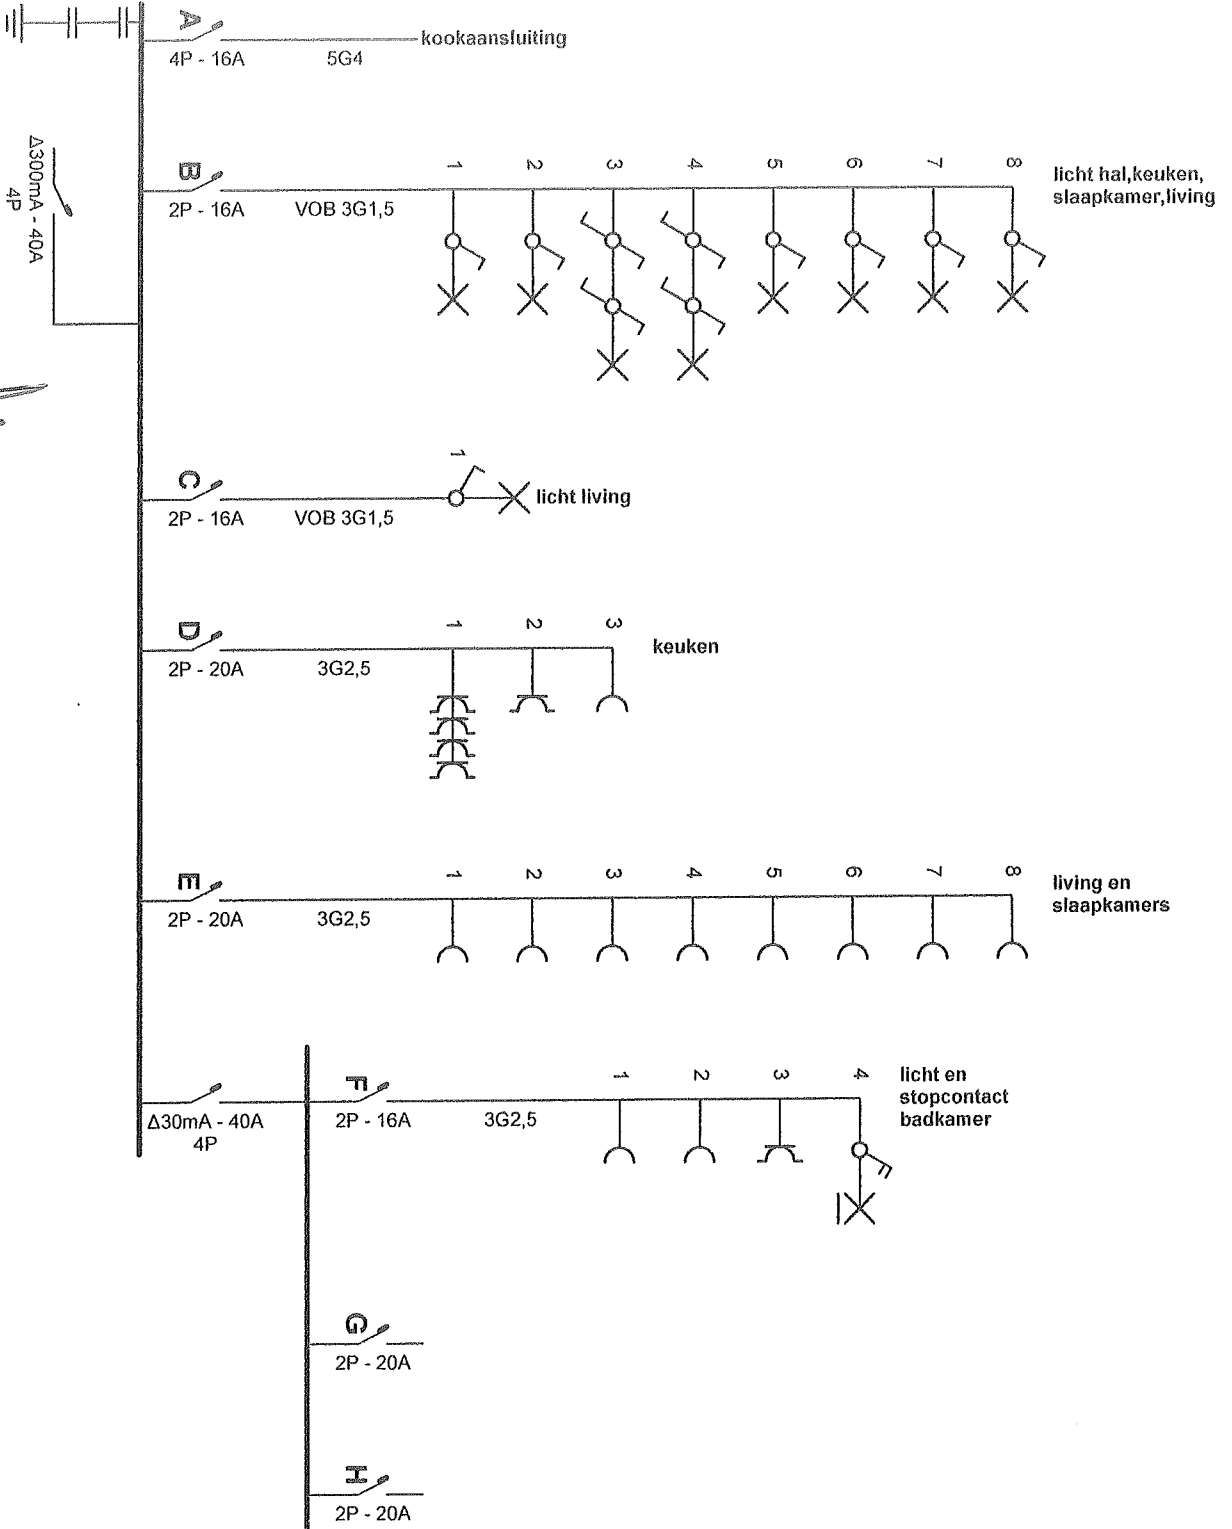 A
kookaansluiting
4P - 16A
5G4
Δ300mA - 40A
4P
B
1
2
3
4
5
6
7
8
licht hal,keuken,
slaapkamer,living
2P - 16A
VOB 3G1,5
C
1
licht living
2P - 16A
VOB 3G1,5
D
1
2
3
keuken
2P - 20A
3G2,5
E
1
2
3
4
5
6
7
8
living en
slaapkamers
2P - 20A
3G2,5
Δ30mA - 40A
4P
F
1
2
3
4
licht en
stopcontact
badkamer
2P - 16A
3G2,5
G
2P - 20A
H
2P - 20A